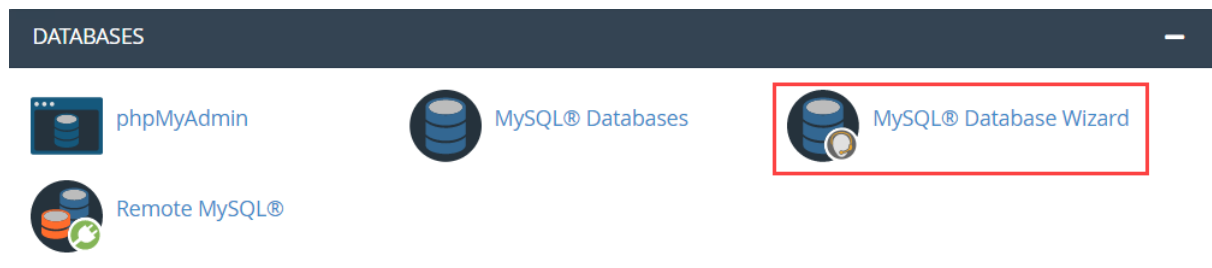 DATABASES
phpMyAdmin
MySQL® Databases
MySQL® Database Wizard
Remote MySQL®